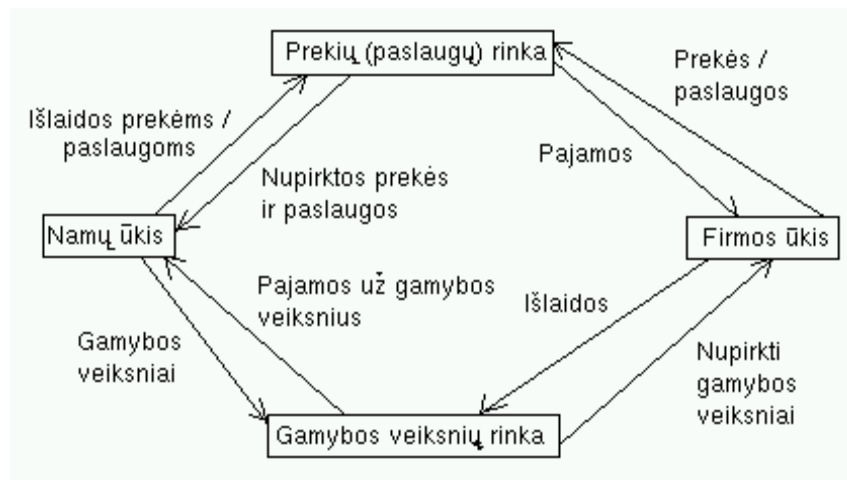 Prekių (paslaugų) rinka
Prekės /
paslaugos
Išlaidos prekėms /
paslaugoms
Pajamos
Nupirktos prekės
ir paslaugos
Namų ūkis
Firmos ūkis
Pajamos už gamybos
veiksnius
Išlaidos
Gamybos
veiksniai
Nupirkti
gamybos
veiksniai
Gamybos veiksnių rinka